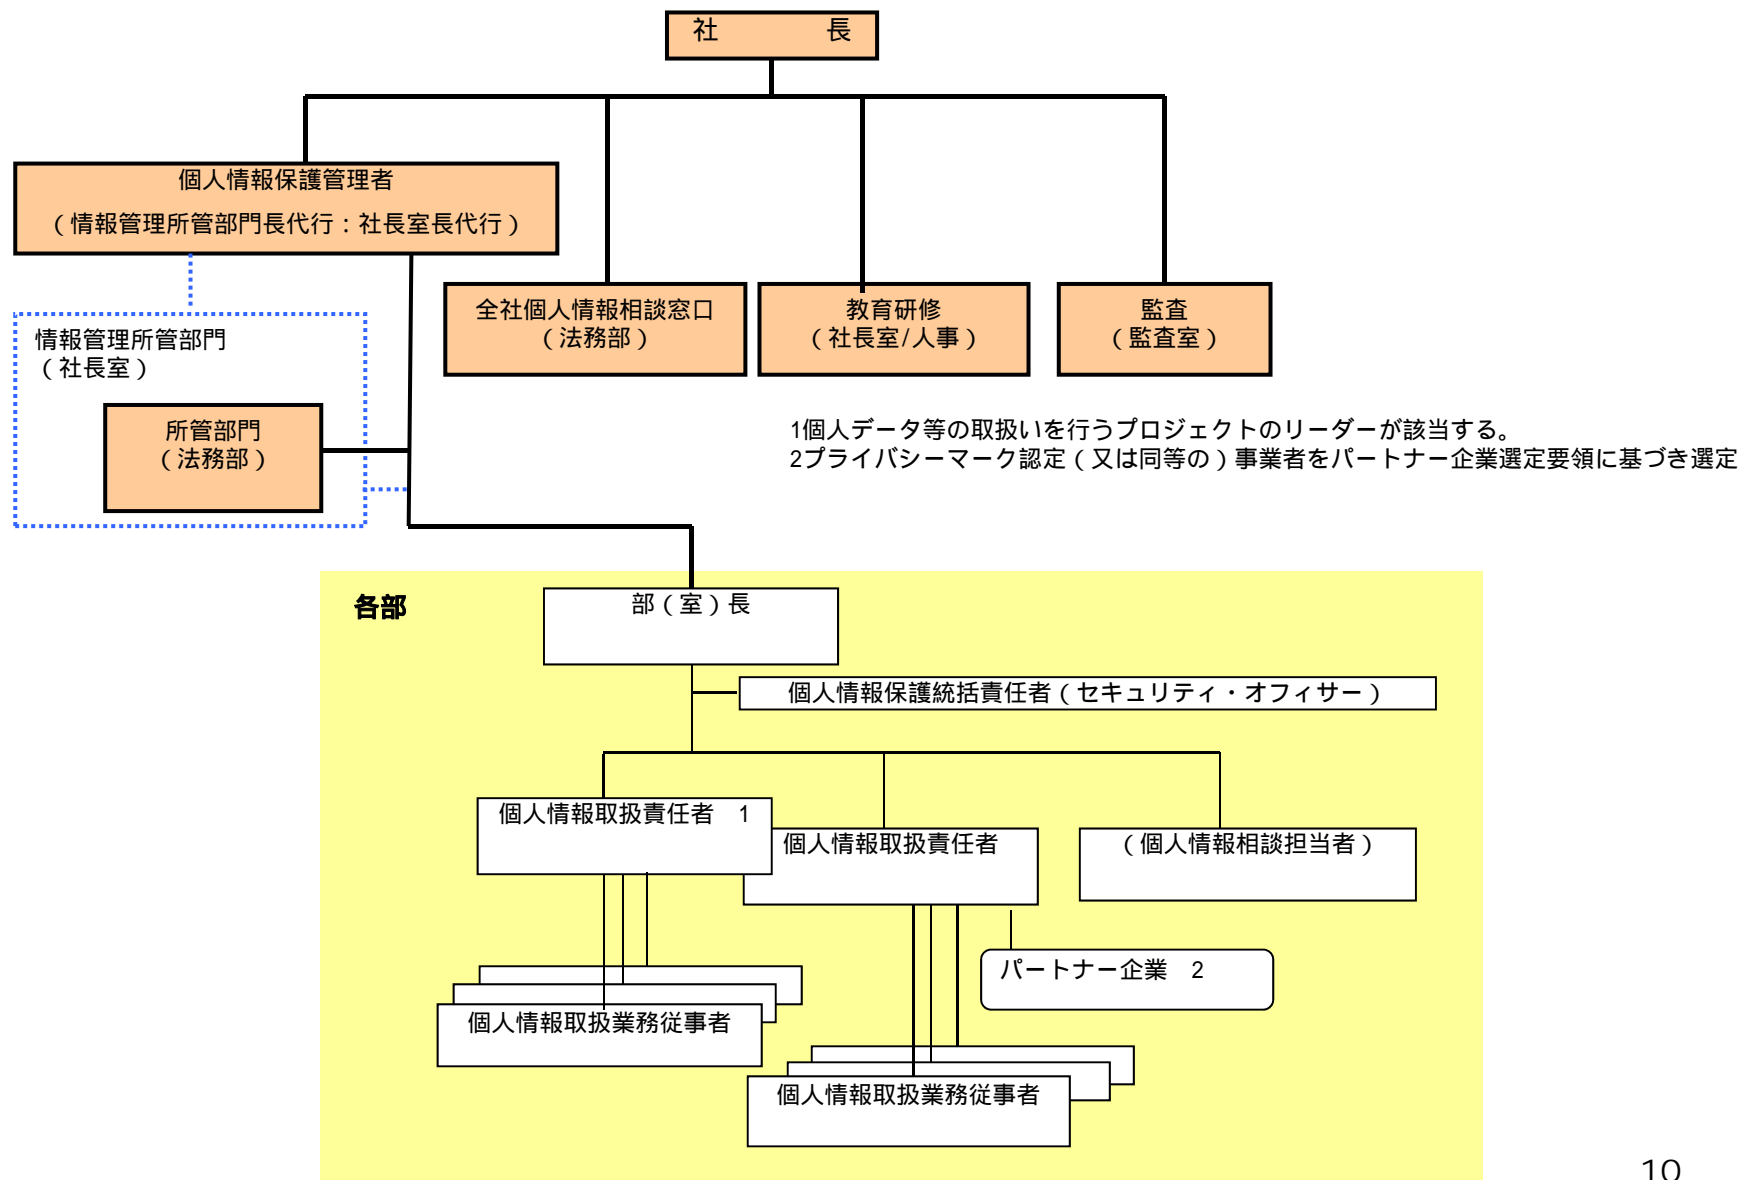 社　　　　長
個人情報保護管理者
（情報管理所管部門長代行：社長室長代行）
全社個人情報相談窓口
（法務部）
教育研修
（社長室/人事）
監査
（監査室）
情報管理所管部門
（社長室）
所管部門
（法務部）
1個人データ等の取扱いを行うプロジェクトのリーダーが該当する。
2プライバシーマーク認定（又は同等の）事業者をパートナー企業選定要領に基づき選定
各部
部（室）長
個人情報保護統括責任者（セキュリティ・オフィサー）
個人情報取扱責任者　1
個人情報取扱責任者
（個人情報相談担当者）
パートナー企業　2
個人情報取扱業務従事者
個人情報取扱業務従事者
10